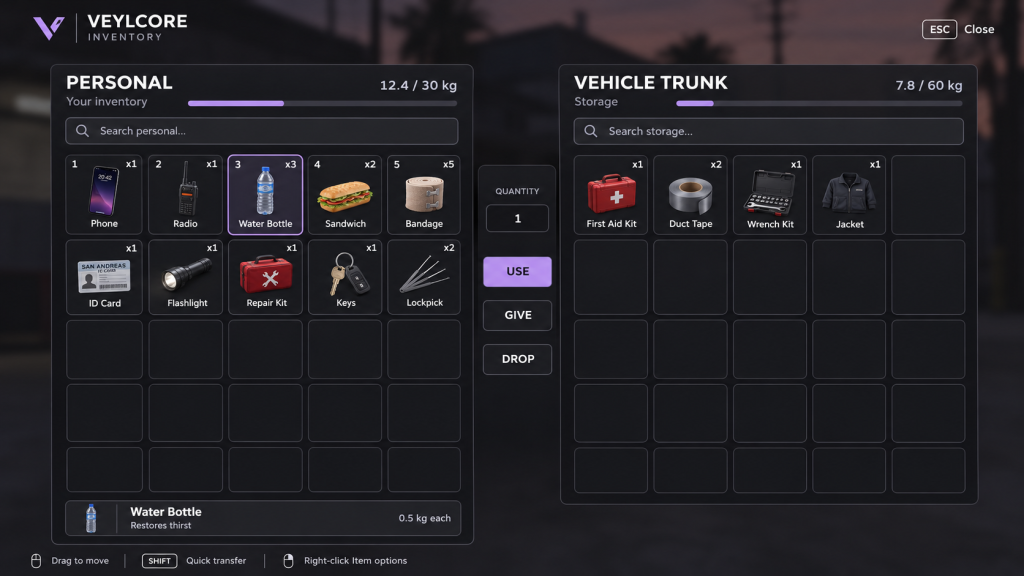 VEYLCORE
INVENTORY
ESC Close
PERSONAL
12.4 / 30 kg
Your inventory
Search personal...
1 x1
Phone
2 x1
Radio
3 x3
Water Bottle
4 x2
Sandwich
5 x5
Bandage
x1
SAN ANDREAS
ID Card
x1
Flashlight
x1
Repair Kit
x1
Keys
x2
Lockpick
Water Bottle
Restores thirst
0.5 kg each
QUANTITY
1
USE
GIVE
DROP
VEHICLE TRUNK
7.8 / 60 kg
Storage
Search storage...
x1
First Aid Kit
x2
Duct Tape
x1
Wrench Kit
x1
Jacket
Drag to move
SHIFT Quick transfer
Right-click Item options